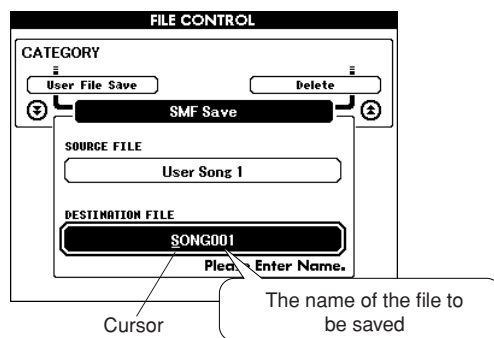 FILE CONTROL
CATEGORY
User File Save
Delete
SMF Save
SOURCE FILE
User Song 1
DESTINATION FILE
SONG001
Please Enter Name.
The name of the file to
be saved
Cursor